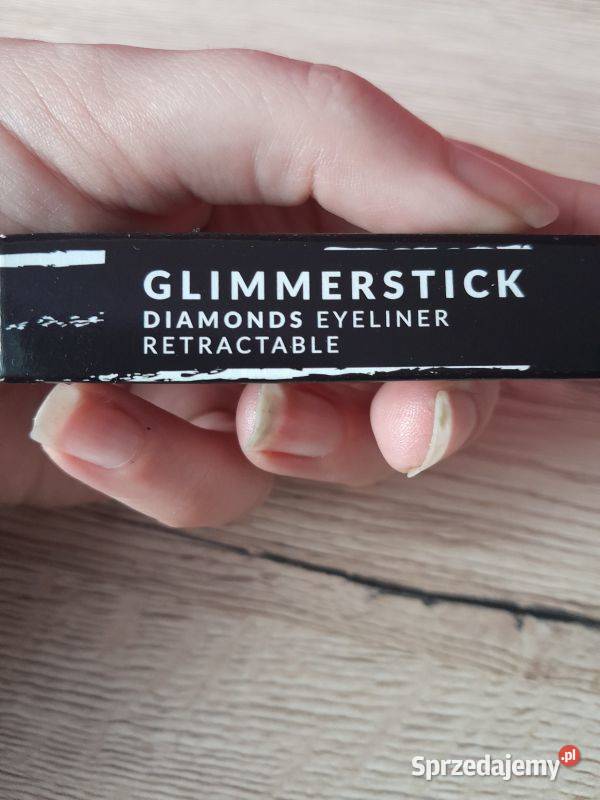 GLIMMERSTICK
DIAMONDS EYELINER
RETRACTABLE
Sprzedajemy.pl